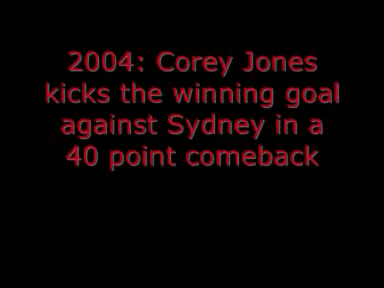 2004: Corey Jones
kicks the winning goal
against Sydney in a
40 point comeback